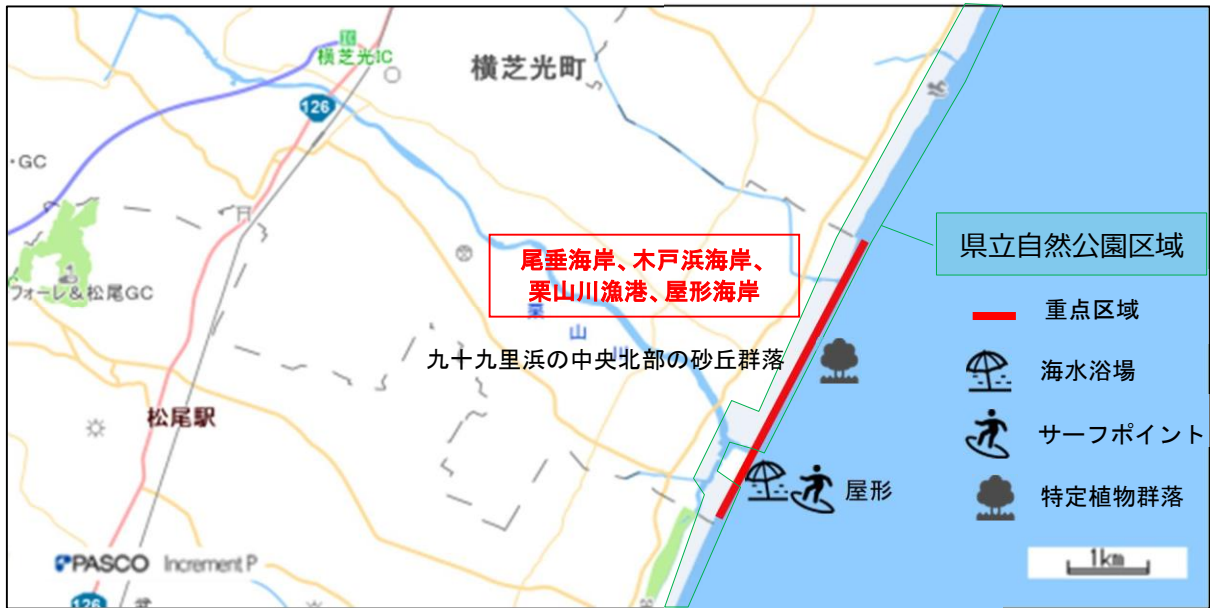 横芝光IC
126
横芝光町
・GC
フォーレ&松尾GC
尾垂海岸、木戸浜海岸、
栗山川漁港、屋形海岸
栗
山
川
九十九里浜の中央北部の砂丘群落
松尾駅
屋形
県立自然公園区域
重点区域
海水浴場
サーフポイント
特定植物群落
1km
PASCO Increment P
126